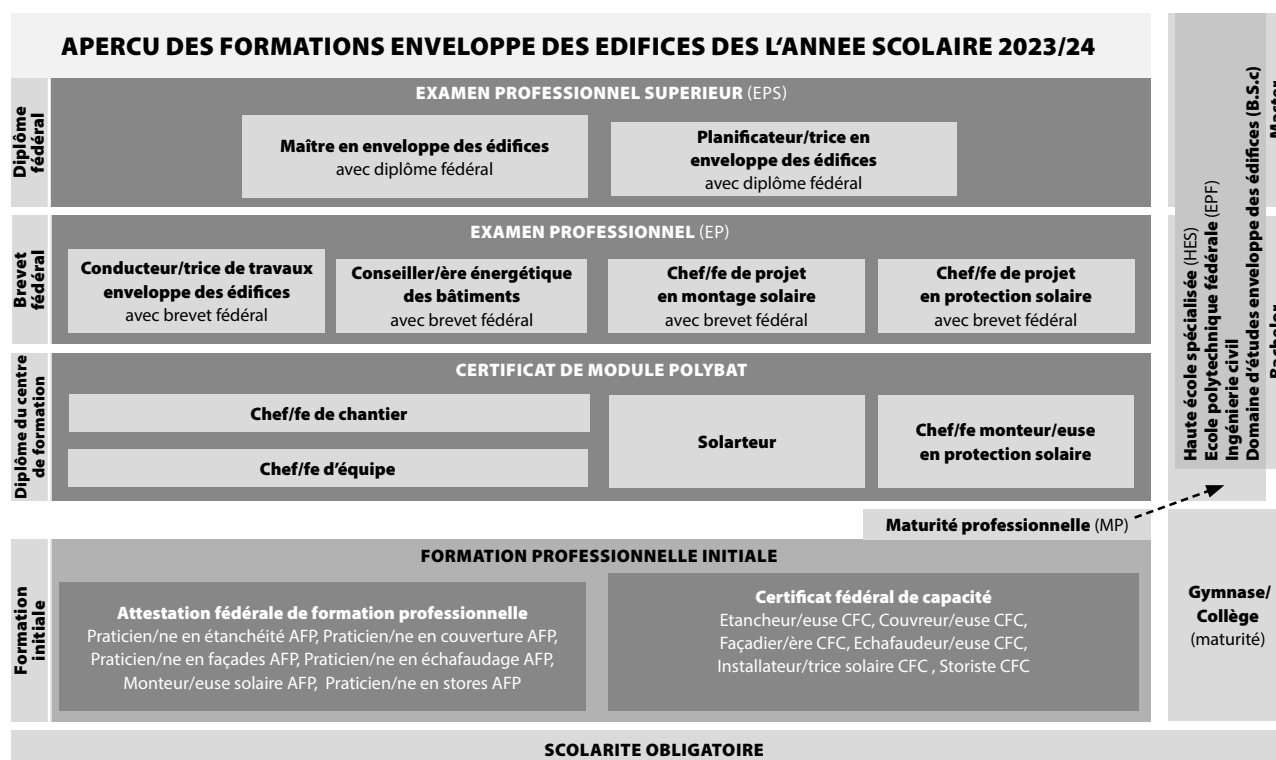 APERCU DES FORMATIONS ENVELOPPE DES EDIFICES DES L'ANNEE SCOLAIRE 2023/24
Diplôme
fédéral
EXAMEN PROFESSIONNEL SUPERIEUR (EPS)
Maître en enveloppe des édifices
avec diplôme fédéral
Planificateur/trice en
enveloppe des édifices
avec diplôme fédéral
Brevet
fédéral
EXAMEN PROFESSIONNEL (EP)
Conducteur/trice de travaux
enveloppe des édifices
avec brevet fédéral
Conseiller/ère énergétique
des bâtiments
avec brevet fédéral
Chef/fe de projet
en montage solaire
avec brevet fédéral
Chef/fe de projet
en protection solaire
avec brevet fédéral
Diplôme du centre
de formation
CERTIFICAT DE MODULE POLYBAT
Chef/fe de chantier
Chef/fe d'équipe
Solarteur
Chef/fe monteur/euse
en protection solaire
Maturité professionnelle (MP)
Formation
initiale
FORMATION PROFESSIONNELLE INITIALE
Attestation fédérale de formation professionnelle
Praticien/ne en étanchéité AFP, Praticien/ne en couverture AFP,
Praticien/ne en façades AFP, Praticien/ne en échafaudage AFP,
Monteur/euse solaire AFP, Praticien/ne en stores AFP
Certificat fédéral de capacité
Etancheur/euse CFC, Couvreur/euse CFC,
Façadier/ère CFC, Echafaudeur/euse CFC,
Installateur/trice solaire CFC , Storiste CFC
SCOLARITE OBLIGATOIRE
Haute école spécialisée (HES)
Ecole polytechnique fédérale (EPF)
Ingénierie civil
Domaine d'études enveloppe des édifices (B.S.c)
Master
Bachelor
Gymnase/
Collège
(maturité)